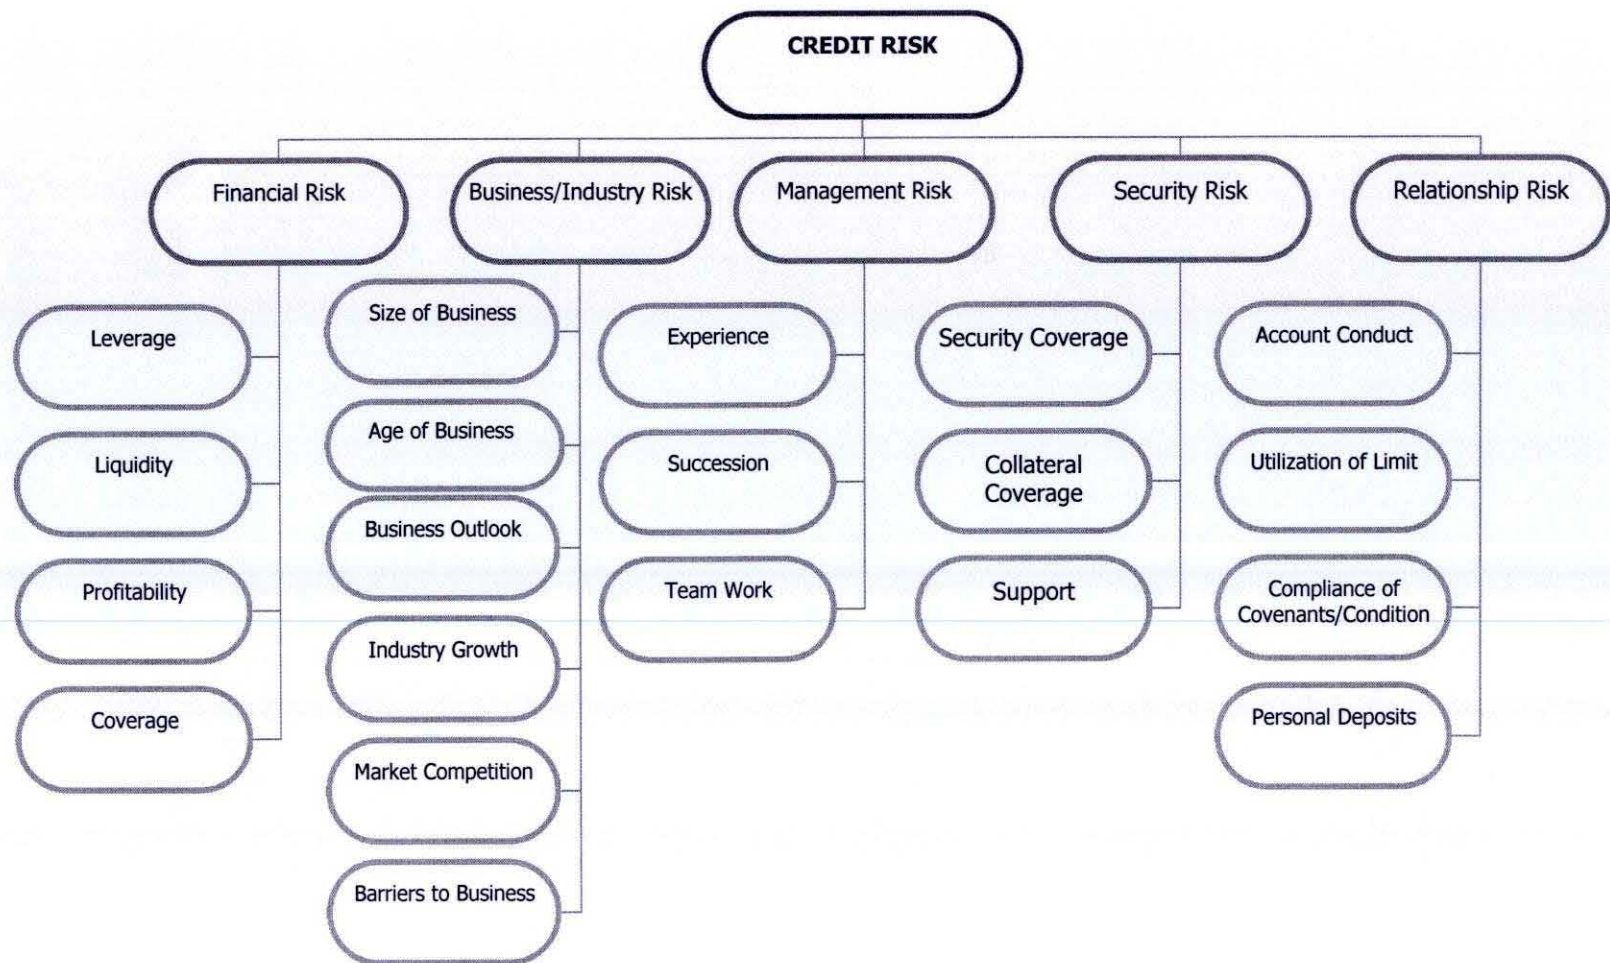 CREDIT RISK
Financial Risk
Business/Industry Risk
Management Risk
Security Risk
Relationship Risk
Leverage
Liquidity
Profitability
Coverage
Size of Business
Age of Business
Business Outlook
Industry Growth
Market Competition
Barriers to Business
Experience
Succession
Team Work
Security Coverage
Collateral
Coverage
Support
Account Conduct
Utilization of Limit
Compliance of
Covenants/Condition
Personal Deposits